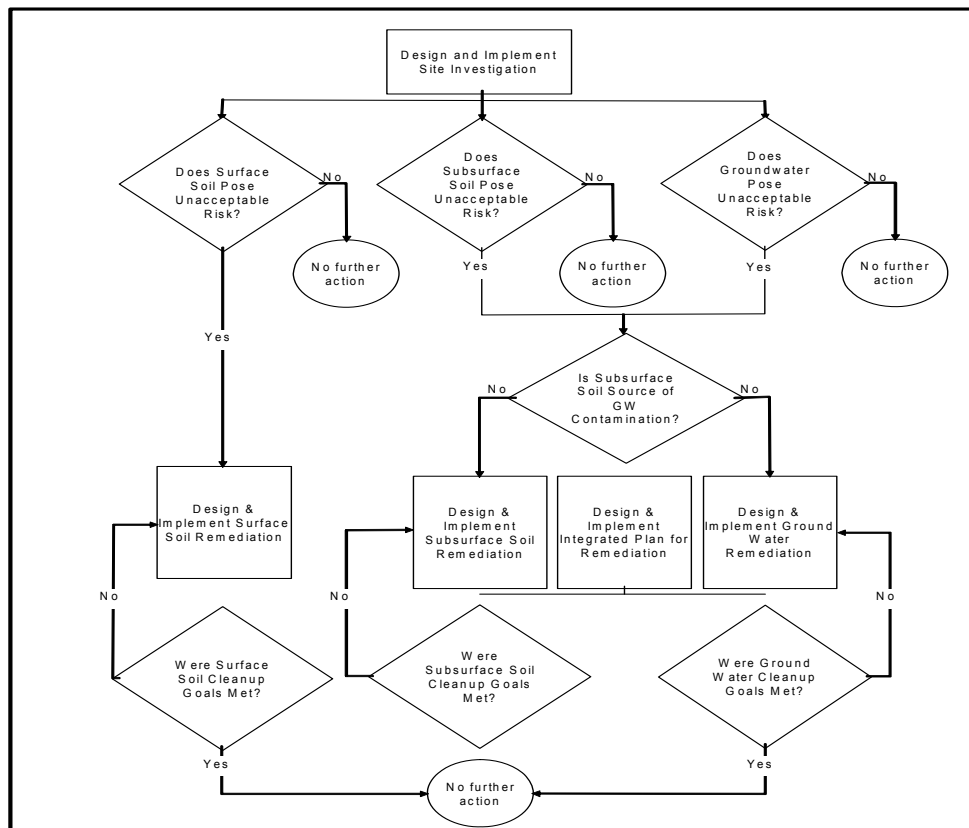 Design and Implement
Site Investigation
Does Surface
Soil Pose
Unacceptable
Risk?
No
Does
Subsurface
Soil Pose
Unacceptable
Risk?
No
Does
Groundwater
Pose
Unacceptable
Risk?
No
No further
action
Yes
No further
action
Yes
No further
action
Yes
No
Is Subsurface
Soil Source of
GW
Contamination?
No
Design &
Implement Surface
Soil Remediation
Design &
Implement
Subsurface Soil
Remediation
Design &
Implement
Integrated Plan for
Remediation
Design &
Implement Ground
Water
Remediation
No
No
No
Were Surface
Soil Cleanup
Goals Met?
Were
Subsurface Soil
Cleanup Goals
Met?
Were Ground
Water Cleanup
Goals Met?
Yes
Yes
No further
action